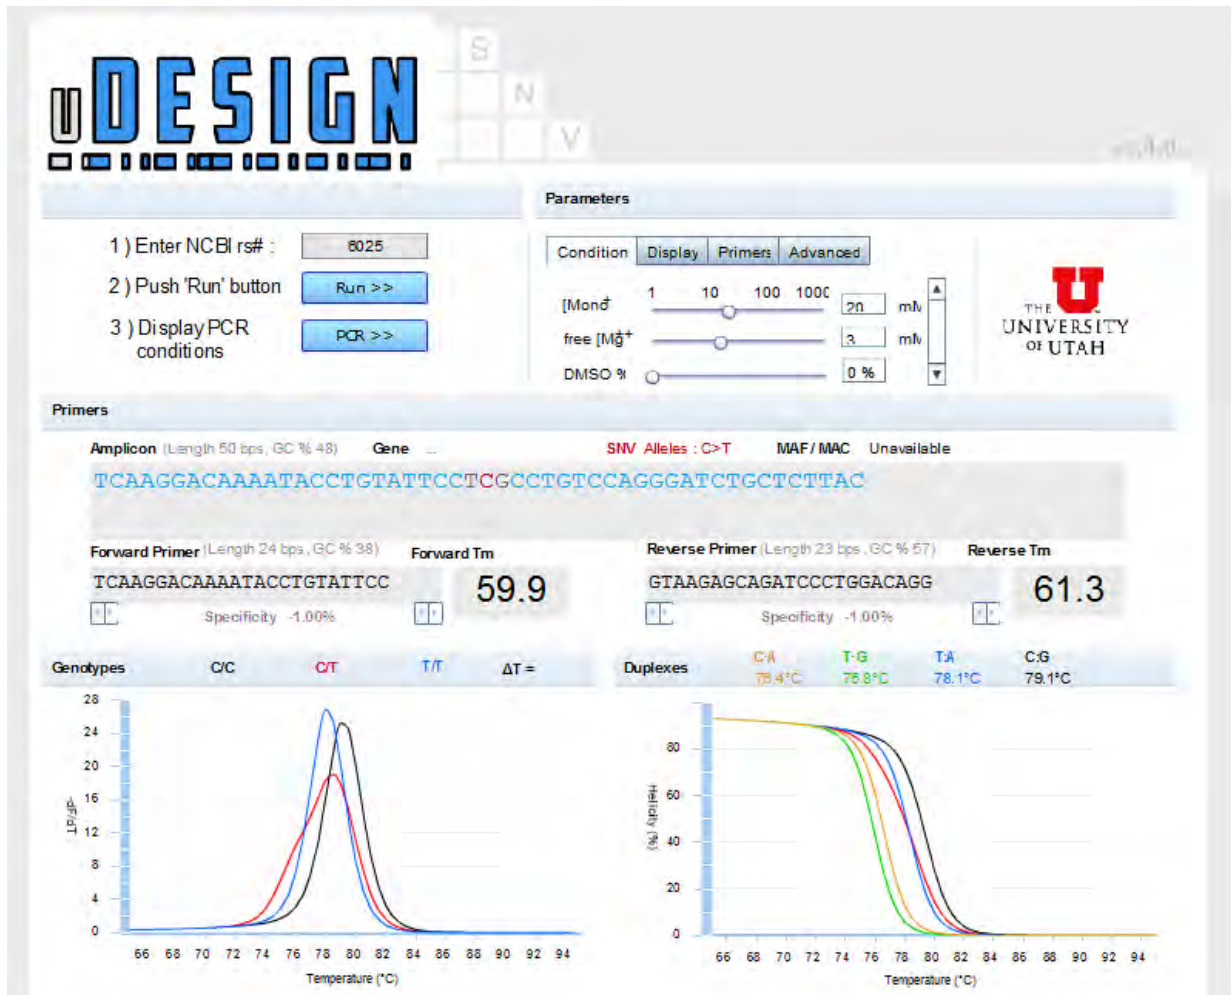 uDESIGN
S
N
V
Parameters
1 ) Enter NCBI rs# : 6025
2 ) Push 'Run' button Run >>
3 ) Display PCR conditions PCR >>
Condition Display Primers Advanced
1 10 100 1000
[Mono+ 20 mM
free [Mg++ 3 mM
DMSO % 0 %
THE
UNIVERSITY
OF UTAH
Primers
Amplicon (Length 50 bps, GC % 48) Gene ... SNV Alleles : C>T MAF / MAC Unavailable
TCAAGGACAAAATACCTGTATTCCTCGCCTGTCCAGGGATCTGCTCTTAC
Forward Primer (Length 24 bps, GC % 38) Forward Tm Reverse Primer (Length 23 bps, GC % 57) Reverse Tm
TCAAGGACAAAATACCTGTATTCC 59.9 GTAAGAGCAGATCCCTGGACAGG 61.3
Specificity -1.00% Specificity -1.00%
Genotypes C/C C/T T/T ΔT =
Duplexes C·A T·G T:A C:G
76.4°C 75.8°C 78.1°C 79.1°C
28
24
20
16
12
8
4
0
-dF/dT
66 68 70 72 74 76 78 80 82 84 86 88 90 92 94
Temperature (°C)
80
60
40
20
0
Helicity (%)
66 68 70 72 74 76 78 80 82 84 86 88 90 92 94
Temperature (°C)